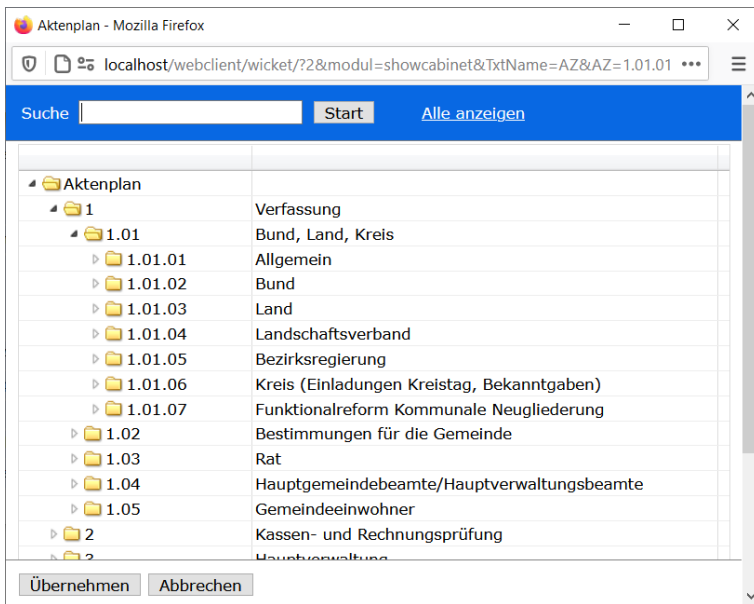 Aktenplan - Mozilla Firefox
localhost/webclient/wicket/?2&modul=showcabinet&TxtName=AZ&AZ=1.01.01
Suche Start Alle anzeigen
Aktenplan
1 Verfassung
1.01 Bund, Land, Kreis
1.01.01 Allgemein
1.01.02 Bund
1.01.03 Land
1.01.04 Landschaftsverband
1.01.05 Bezirksregierung
1.01.06 Kreis (Einladungen Kreistag, Bekanntgaben)
1.01.07 Funktionalreform Kommunale Neugliederung
1.02 Bestimmungen für die Gemeinde
1.03 Rat
1.04 Hauptgemeindebeamte/Hauptverwaltungsbeamte
1.05 Gemeindeeinwohner
2 Kassen- und Rechnungsprüfung
3 Hauptverwaltung
Übernehmen Abbrechen